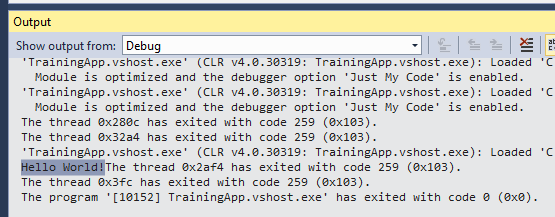 Output
Show output from: Debug
'TrainingApp.vshost.exe' (CLR v4.0.30319: TrainingApp.vshost.exe): Loaded 'C
Module is optimized and the debugger option 'Just My Code' is enabled.
'TrainingApp.vshost.exe' (CLR v4.0.30319: TrainingApp.vshost.exe): Loaded 'C
Module is optimized and the debugger option 'Just My Code' is enabled.
The thread 0x280c has exited with code 259 (0x103).
The thread 0x32a4 has exited with code 259 (0x103).
'TrainingApp.vshost.exe' (CLR v4.0.30319: TrainingApp.vshost.exe): Loaded 'C
Hello World!The thread 0x2af4 has exited with code 259 (0x103).
The thread 0x3fc has exited with code 259 (0x103).
The program '[10152] TrainingApp.vshost.exe' has exited with code 0 (0x0).